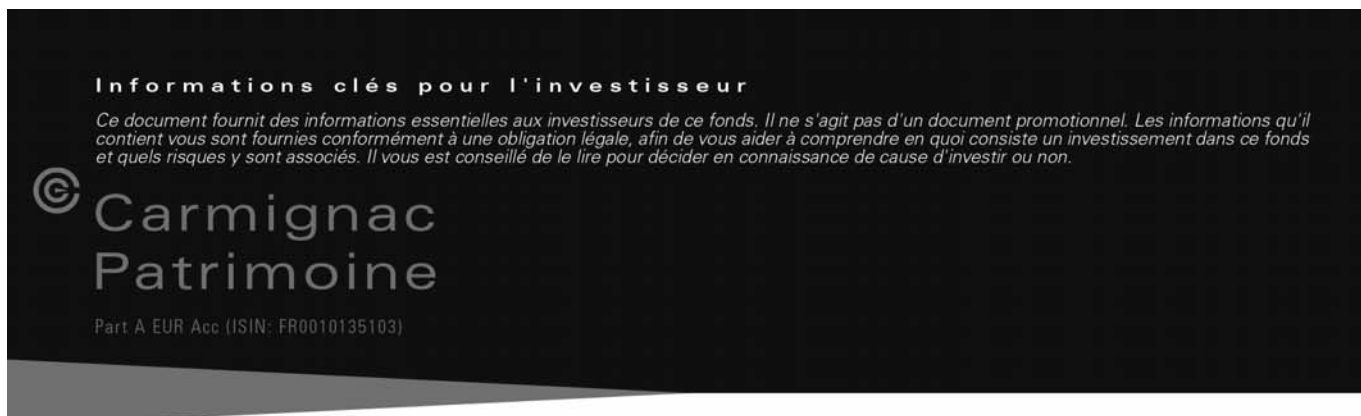 Informations clés pour l'investisseur
Ce document fournit des informations essentielles aux investisseurs de ce fonds. Il ne s'agit pas d'un document promotionnel. Les informations qu'il
contient vous sont fournies conformément à une obligation légale, afin de vous aider à comprendre en quoi consiste un investissement dans ce fonds
et quels risques y sont associés. Il vous est conseillé de le lire pour décider en connaissance de cause d'investir ou non.
Carmignac
Patrimoine
Part A EUR Acc (ISIN: FR0010135103)